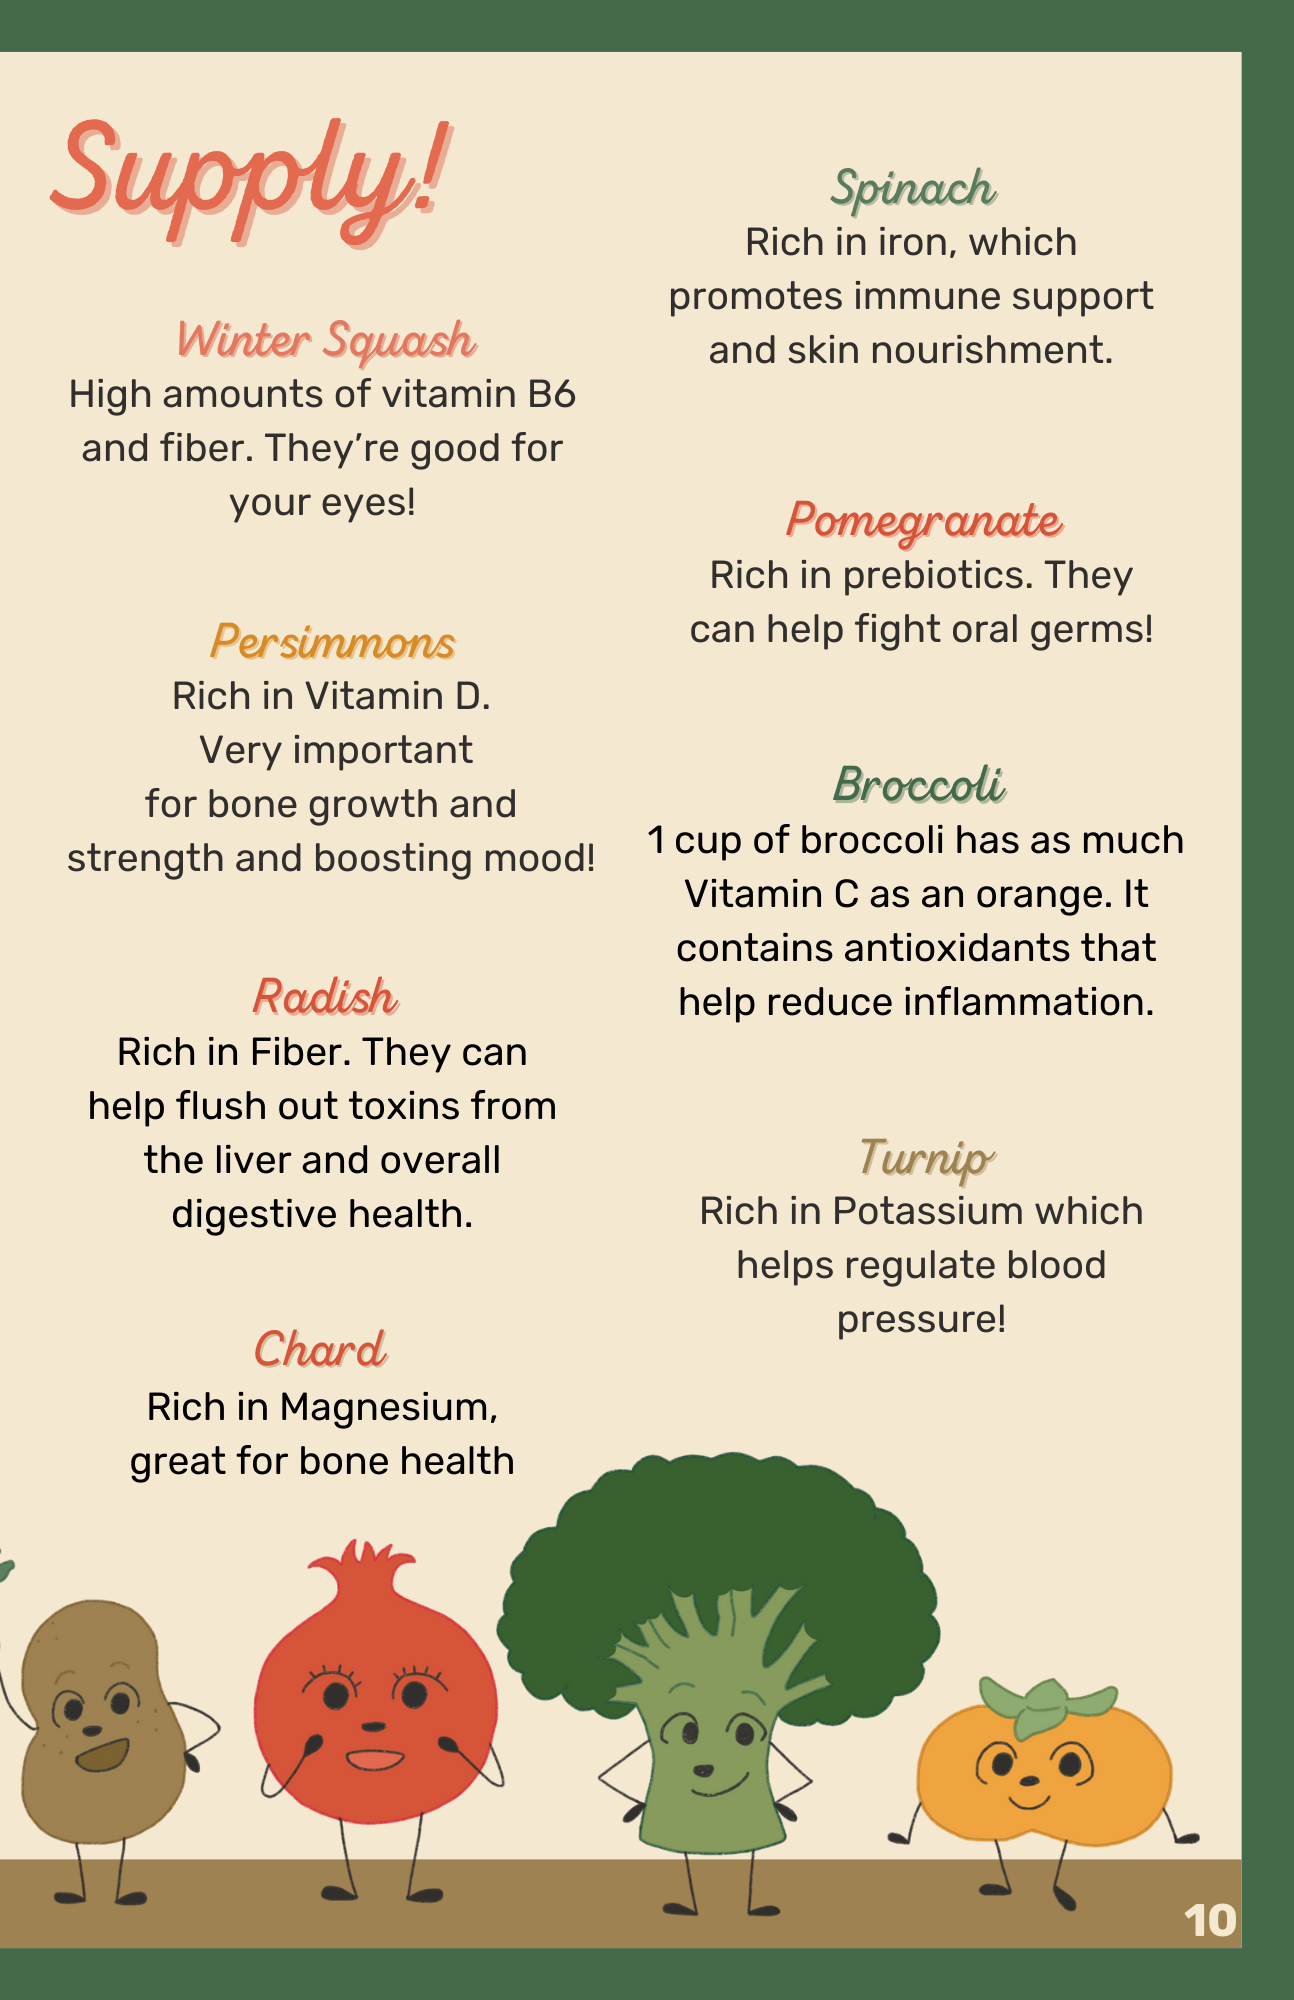 Supply!
Winter Squash
High amounts of vitamin B6
and fiber. They’re good for
your eyes!
Persimmons
Rich in Vitamin D.
Very important
for bone growth and
strength and boosting mood!
Radish
Rich in Fiber. They can
help flush out toxins from
the liver and overall
digestive health.
Chard
Rich in Magnesium,
great for bone health
Spinach
Rich in iron, which
promotes immune support
and skin nourishment.
Pomegranate
Rich in prebiotics. They
can help fight oral germs!
Broccoli
1 cup of broccoli has as much
Vitamin C as an orange. It
contains antioxidants that
help reduce inflammation.
Turnip
Rich in Potassium which
helps regulate blood
pressure!
10